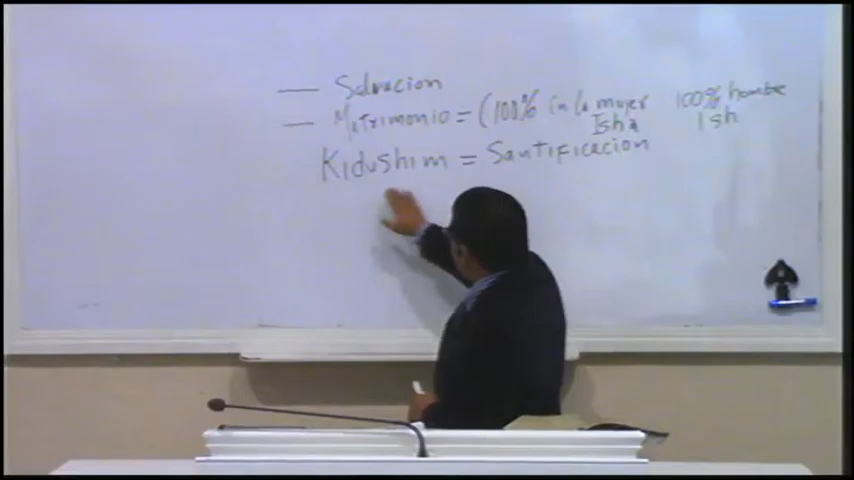 — Salvacion
— Matrimonio = (100% en la mujer 100% hombre
Isha Ish
Kidushim = Santificacion